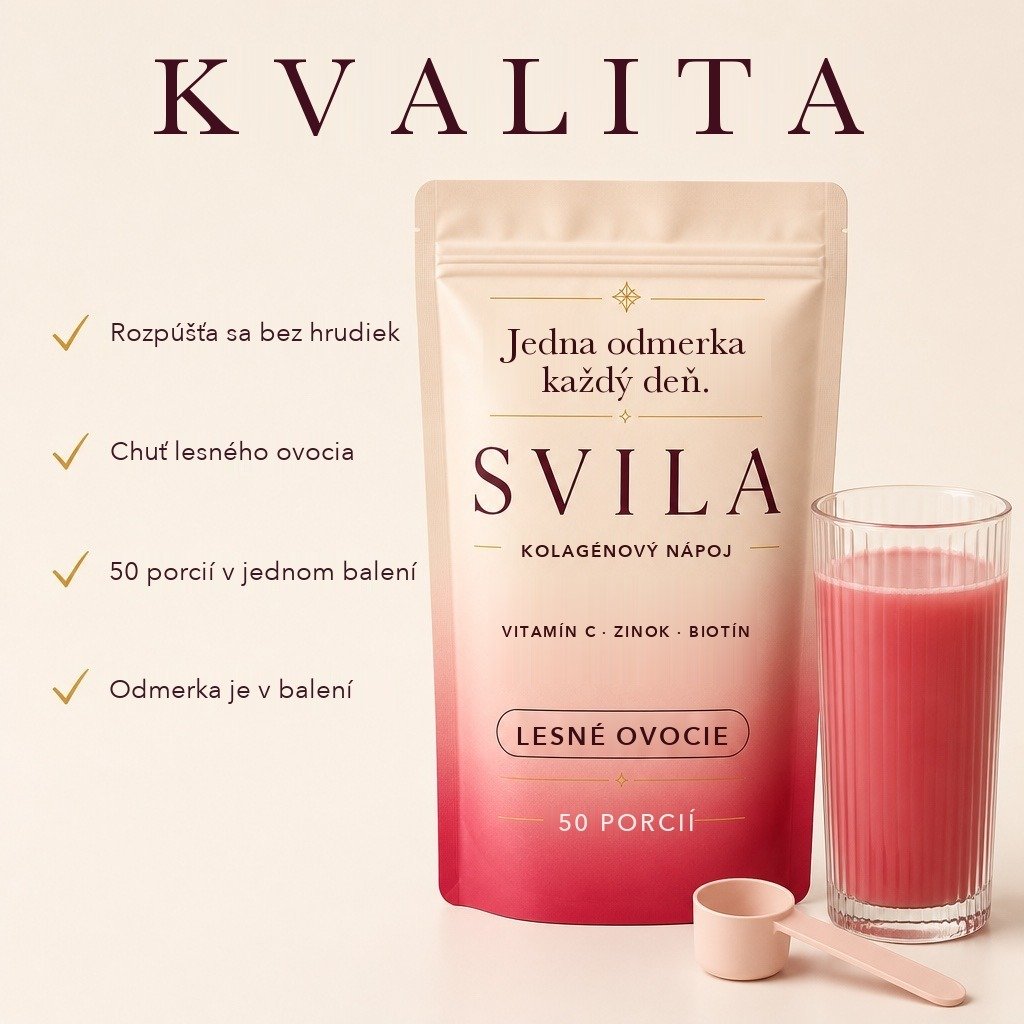 KVALITA
Rozpúšťa sa bez hrudiek
Chuť lesného ovocia
50 porcií v jednom balení
Odmerka je v balení
Jedna odmerka
každý deň.
SVILA
KOLAGÉNOVÝ NÁPOJ
VITAMÍN C · ZINOK · BIOTÍN
LESNÉ OVOCIE
50 PORCIÍ